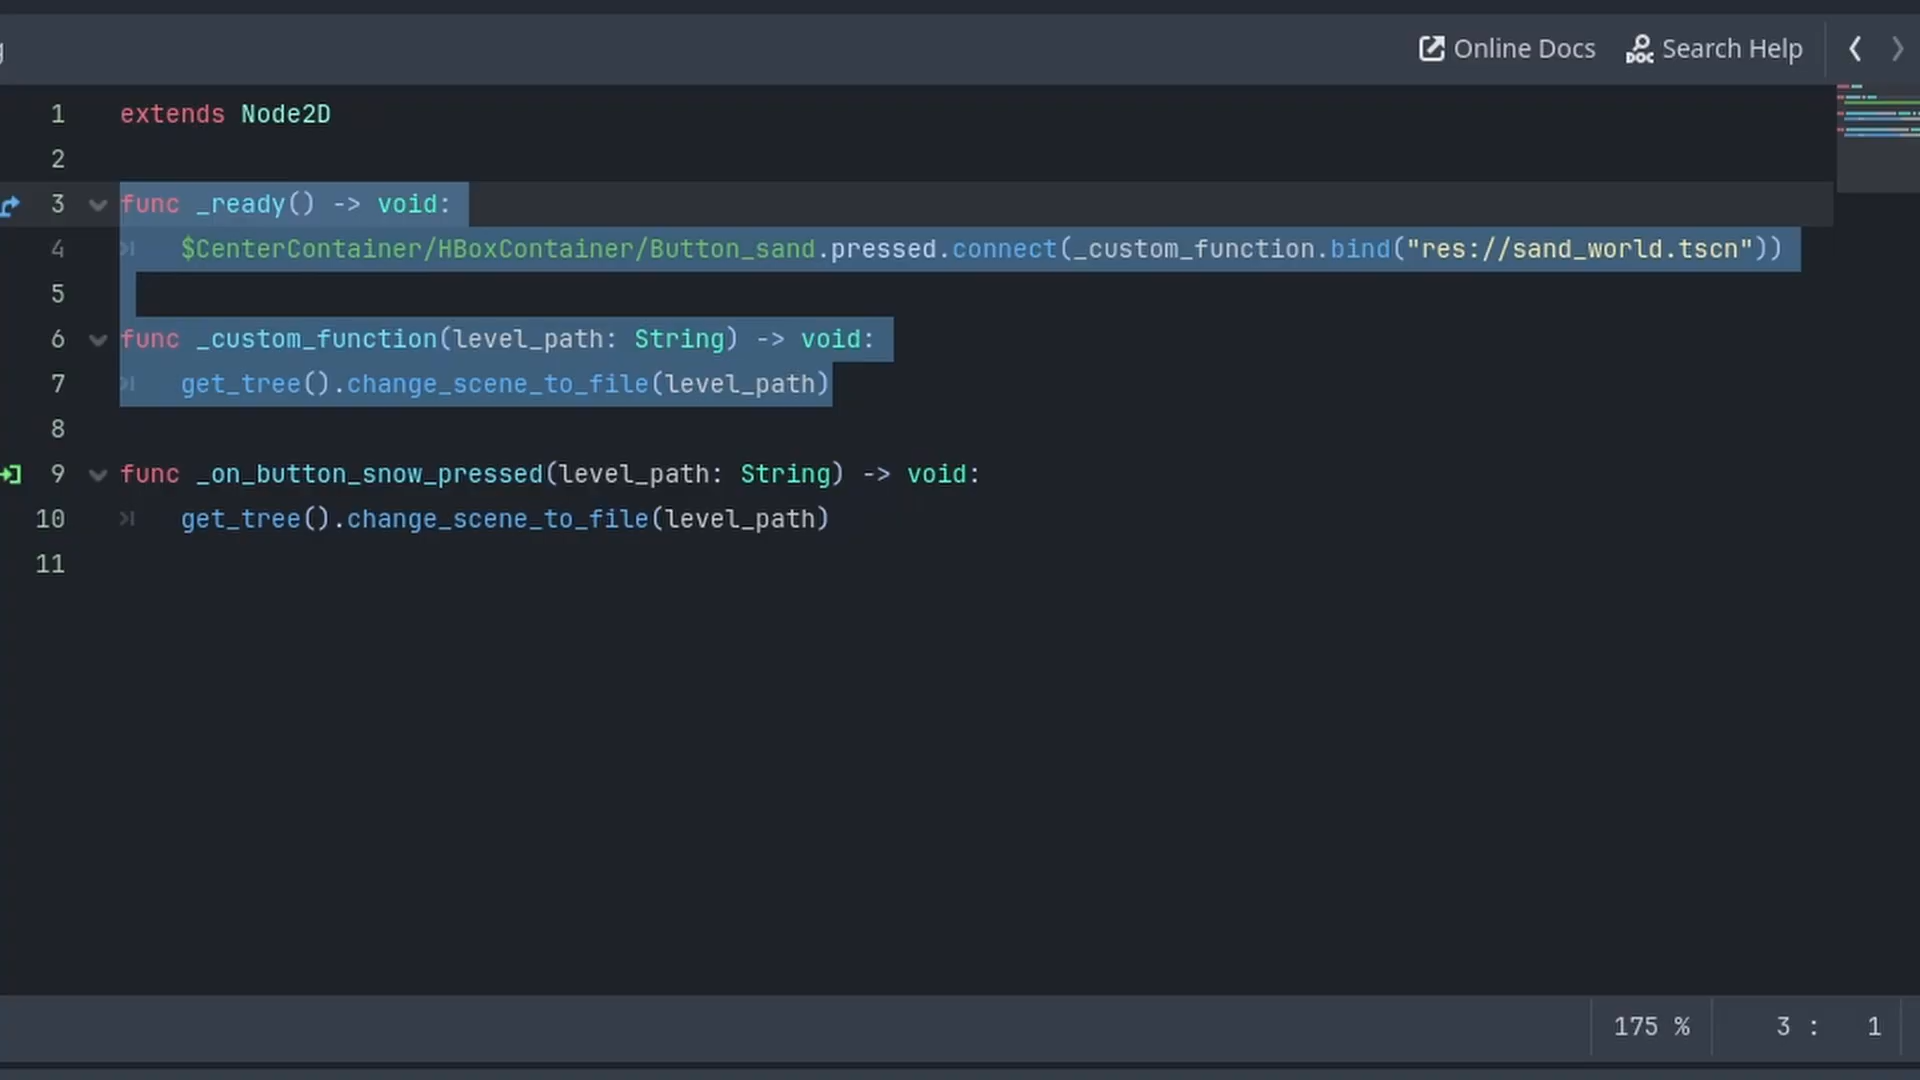 Online Docs
Search Help
1 extends Node2D
2
3 func _ready() -> void:
4 $CenterContainer/HBoxContainer/Button_sand.pressed.connect(_custom_function.bind("res://sand_world.tscn"))
5
6 func _custom_function(level_path: String) -> void:
7 get_tree().change_scene_to_file(level_path)
8
9 func _on_button_snow_pressed(level_path: String) -> void:
10 get_tree().change_scene_to_file(level_path)
11
175 % 3 : 1